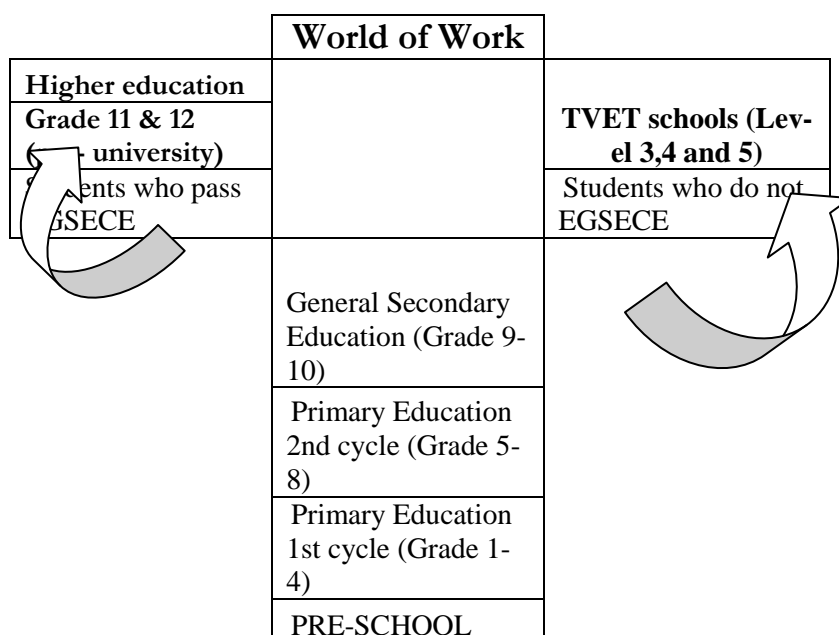 World of Work
Higher education
Grade 11 & 12
university)
who pass
TVET schools (Lev-
el 3,4 and 5)
Students who do not
EGSECE
General Secondary
Education (Grade 9-
10)
Primary Education
2nd cycle (Grade 5-
8)
Primary Education
1st cycle (Grade 1-
4)
PRE-SCHOOL